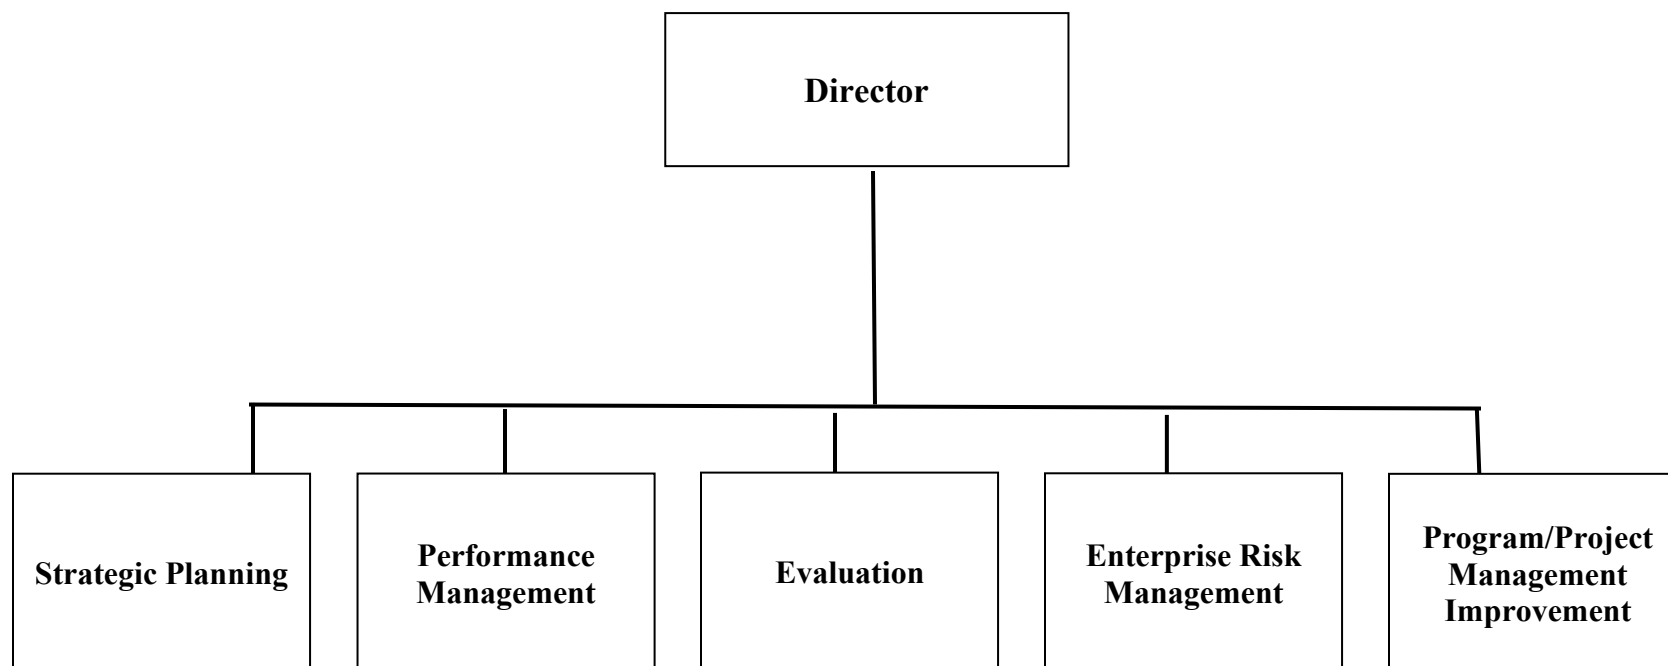 Director
Strategic Planning
Performance
Management
Evaluation
Enterprise Risk
Management
Program/Project
Management
Improvement